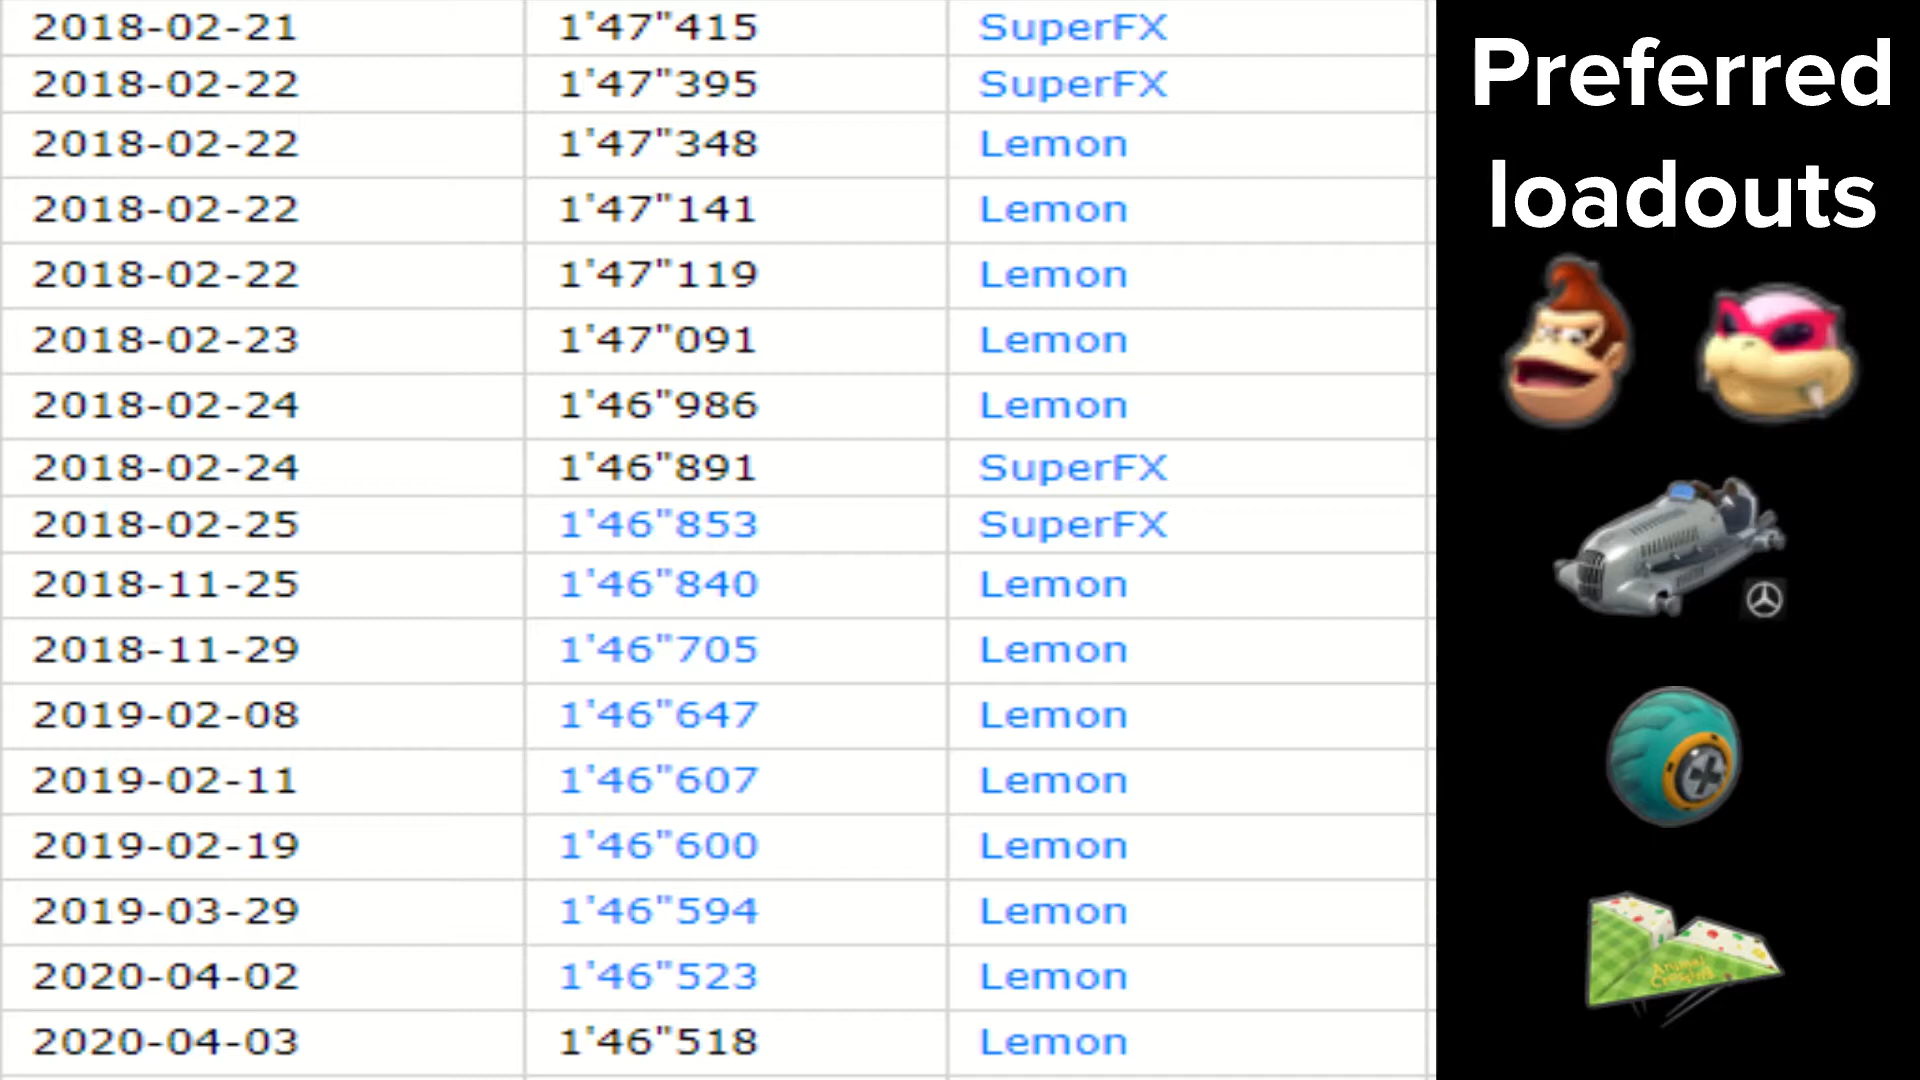 2018-02-21 1'47"415 SuperFX
2018-02-22 1'47"395 SuperFX
2018-02-22 1'47"348 Lemon
2018-02-22 1'47"141 Lemon
2018-02-22 1'47"119 Lemon
2018-02-23 1'47"091 Lemon
2018-02-24 1'46"986 Lemon
2018-02-24 1'46"891 SuperFX
2018-02-25 1'46"853 SuperFX
2018-11-25 1'46"840 Lemon
2018-11-29 1'46"705 Lemon
2019-02-08 1'46"647 Lemon
2019-02-11 1'46"607 Lemon
2019-02-19 1'46"600 Lemon
2019-03-29 1'46"594 Lemon
2020-04-02 1'46"523 Lemon
2020-04-03 1'46"518 Lemon
Preferred
loadouts
Animal
Crossing